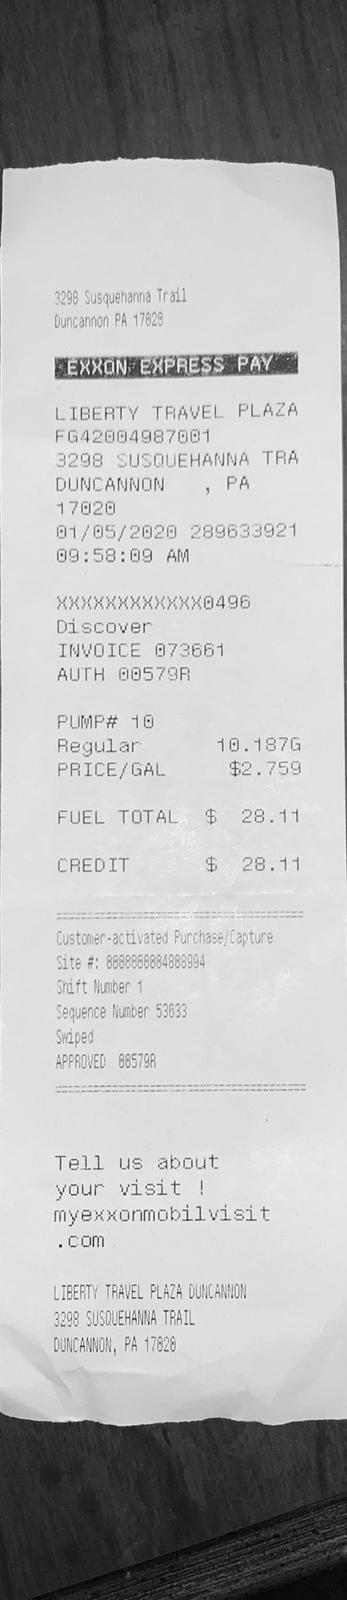 3298 Susquehanna Trail
Duncannon PA 17020
EXXON EXPRESS PAY
LIBERTY TRAVEL PLAZA
FG42004987001
3298 SUSQUEHANNA TRA
DUNCANNON , PA
17020
01/05/2020 289633921
09:58:09 AM
XXXXXXXXXXXX0496
Discover
INVOICE 073661
AUTH 00579R
PUMP# 10
Regular 10.187G
PRICE/GAL $2.759
FUEL TOTAL $ 28.11
CREDIT $ 28.11
Customer-activated Purchase/Capture
Shift Number 1
Sequence Number 53633
Swiped
APPROVED 00579R
Tell us about
your visit !
myexxonmobilvisit
.com
LIBERTY TRAVEL PLAZA DUNCANNON
3298 SUSQUEHANNA TRAIL
DUNCANNON, PA 17020